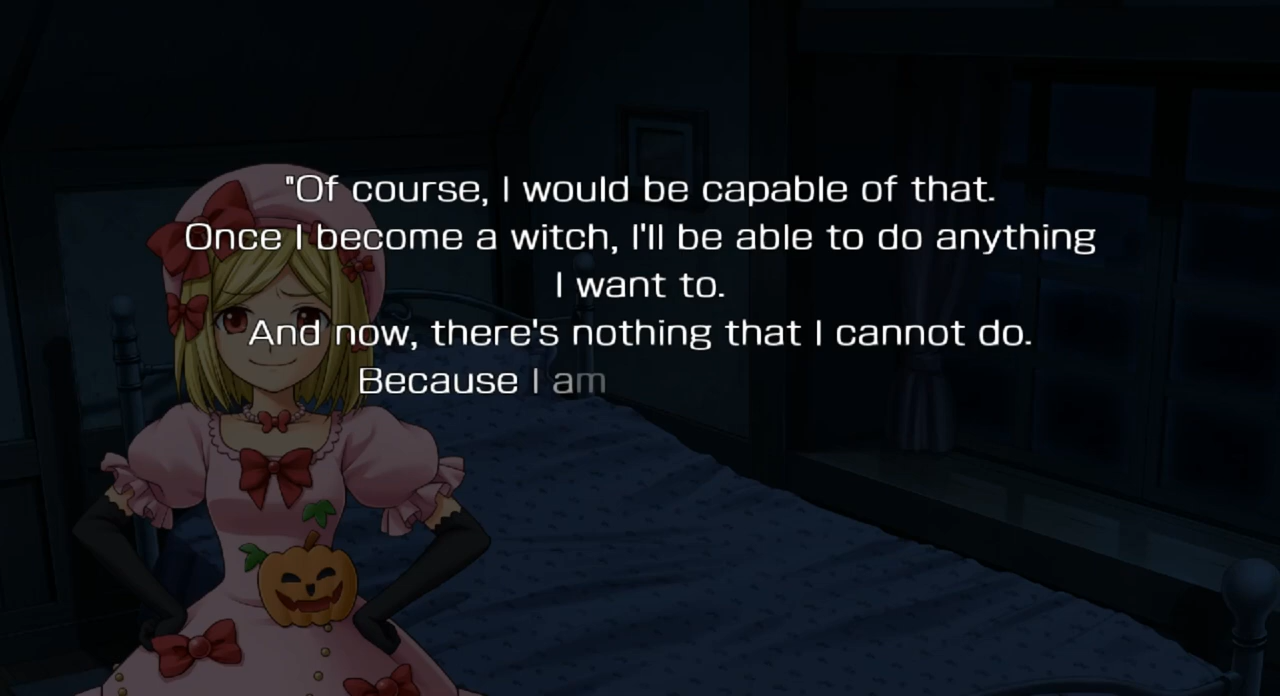 "Of course, I would be capable of that.
Once I become a witch, I'll be able to do anything
I want to.
And now, there's nothing that I cannot do.
Because I am